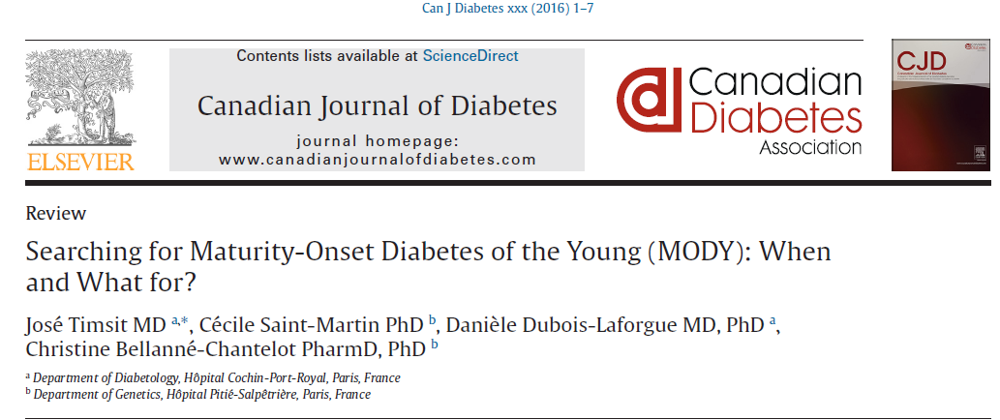 Can J Diabetes xxx (2016) 1–7
Contents lists available at ScienceDirect
Canadian Journal of Diabetes
journal homepage:
www.canadianjournalofdiabetes.com
ELSEVIER
Canadian
Diabetes
Association
CJD
Review
Searching for Maturity-Onset Diabetes of the Young (MODY): When
and What for?
José Timsit MD a,*, Cécile Saint-Martin PhD b, Danièle Dubois-Laforgue MD, PhD a,
Christine Bellanné-Chantelot PharmD, PhD b
a Department of Diabetology, Hôpital Cochin-Port-Royal, Paris, France
b Department of Genetics, Hôpital Pitié-Salpêtrière, Paris, France